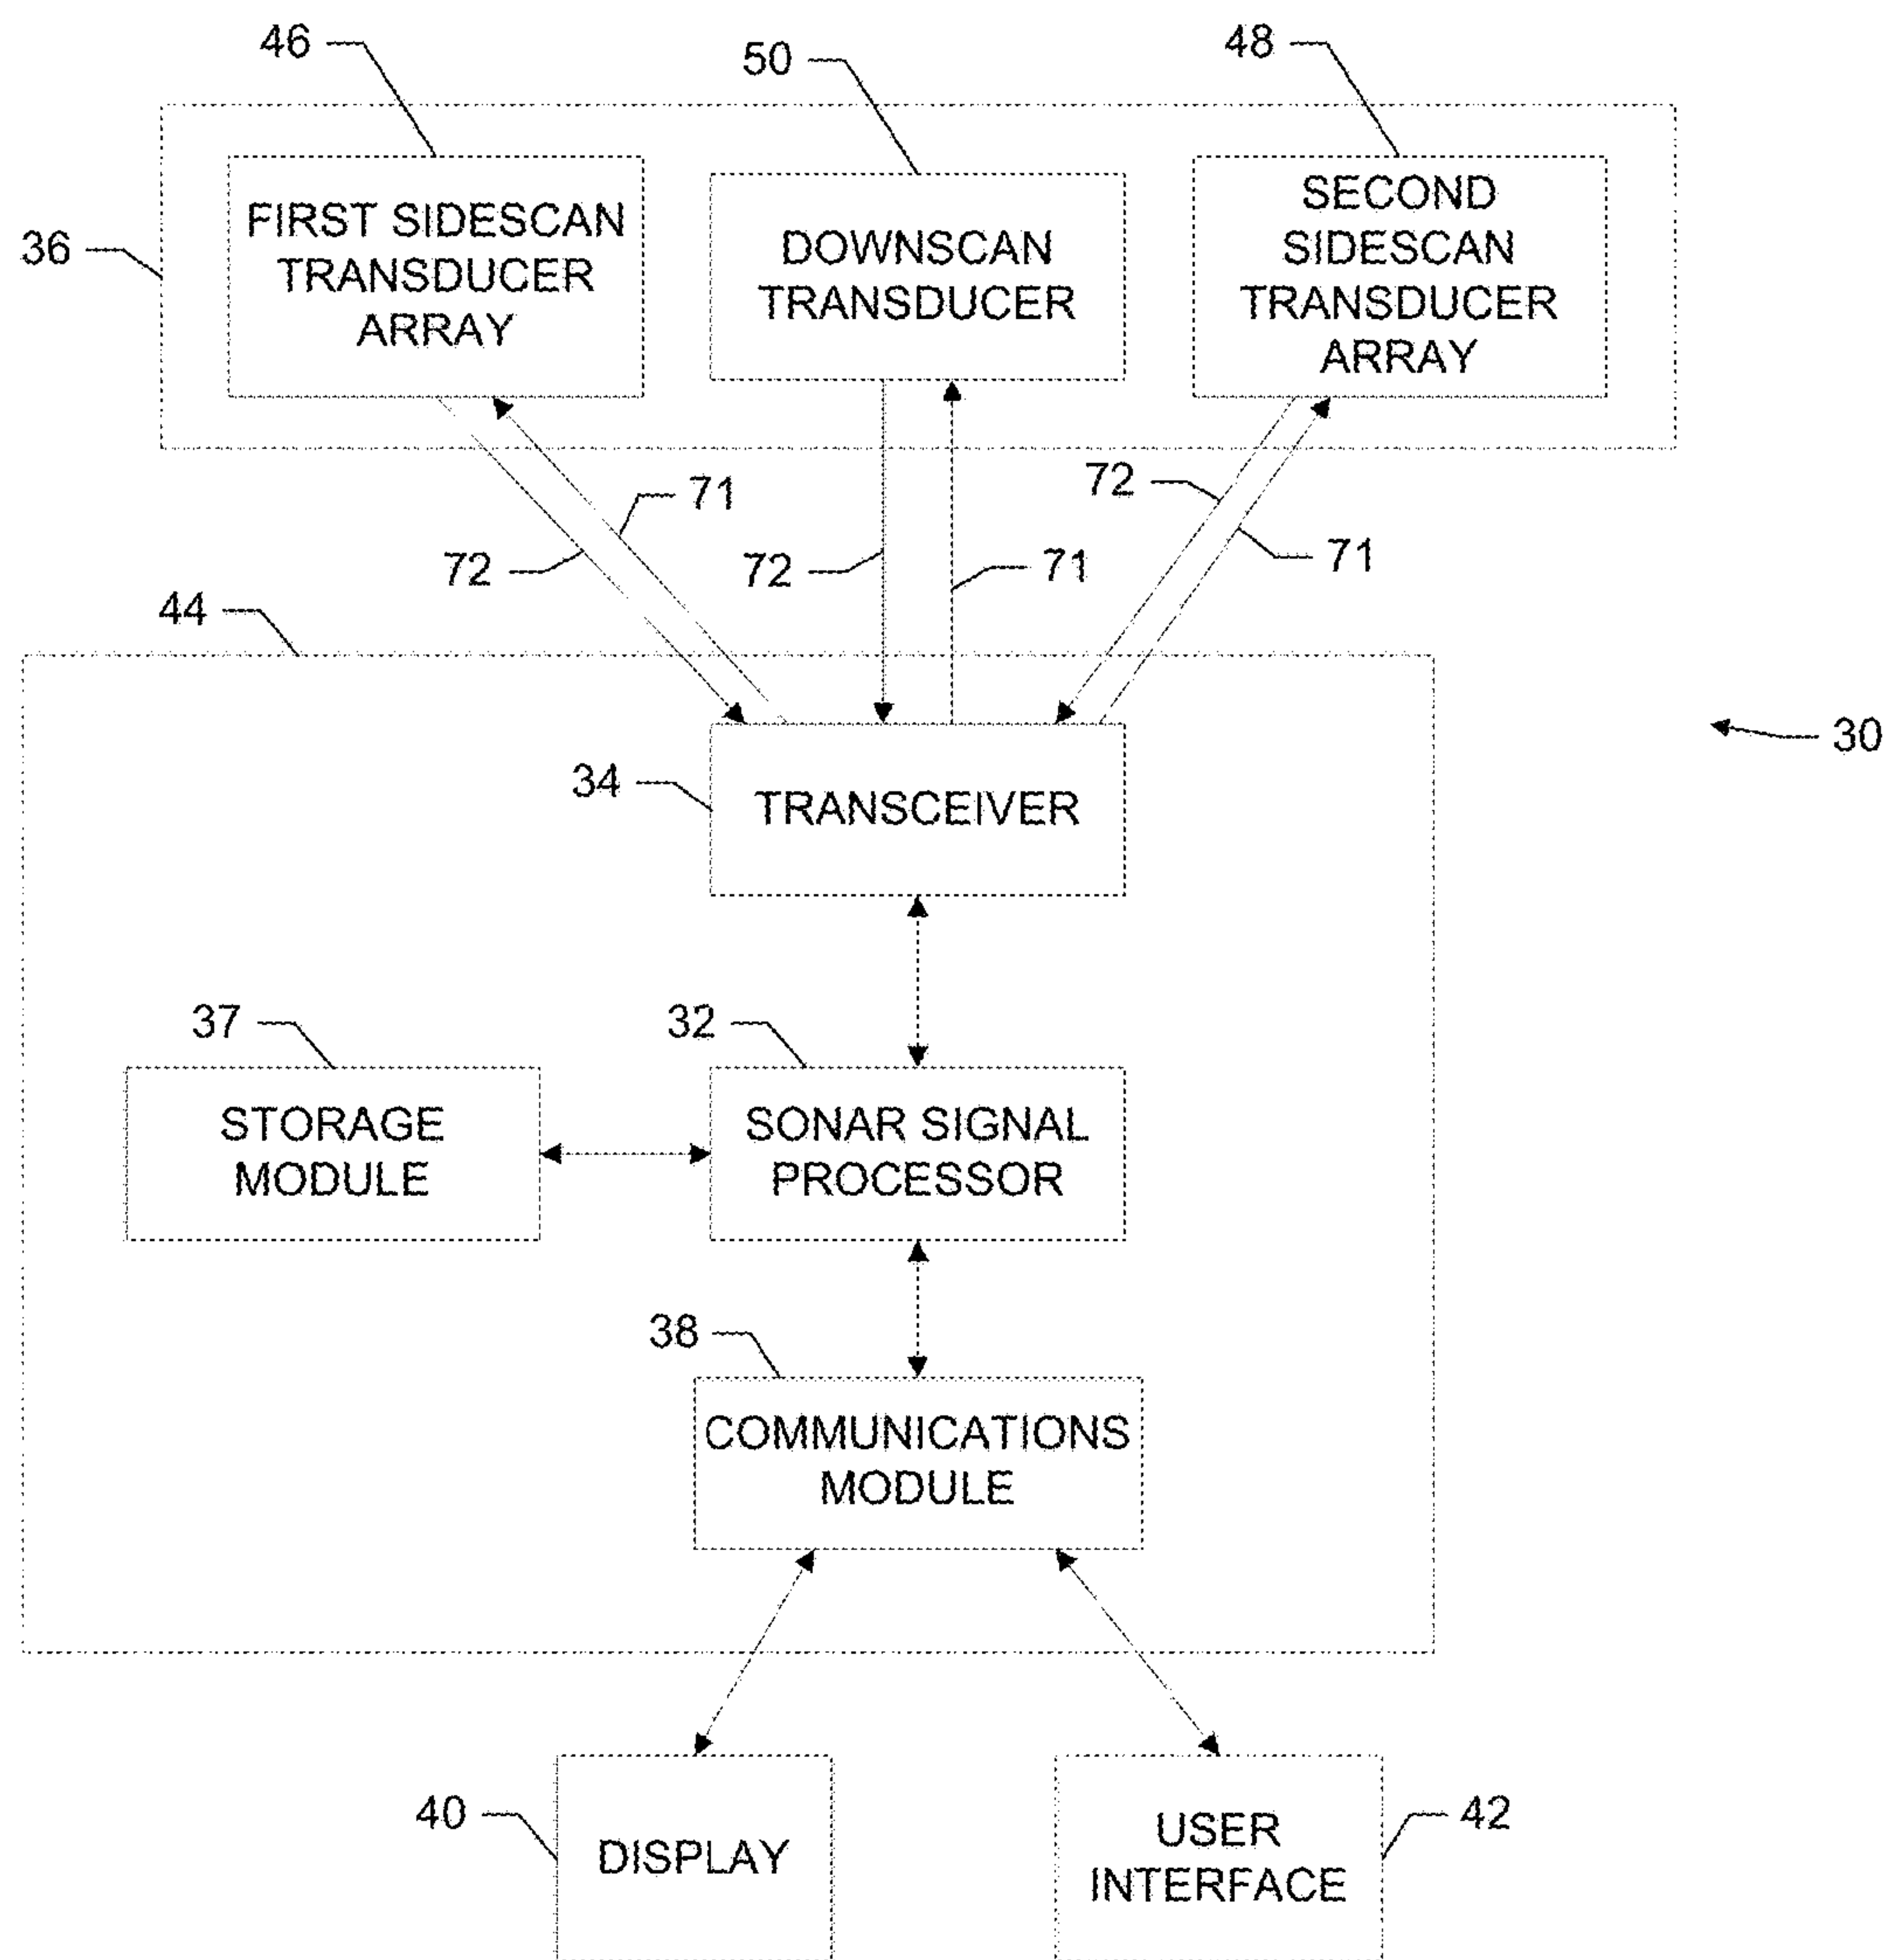 46
50
48
36
FIRST SIDESCAN
TRANSDUCER
ARRAY
DOWNSCAN
TRANSDUCER
SECOND
SIDESCAN
TRANSDUCER
ARRAY
71
72
72
72
71
71
44
30
34
TRANSCEIVER
37
32
STORAGE
MODULE
SONAR SIGNAL
PROCESSOR
38
COMMUNICATIONS
MODULE
40
DISPLAY
USER
INTERFACE
42